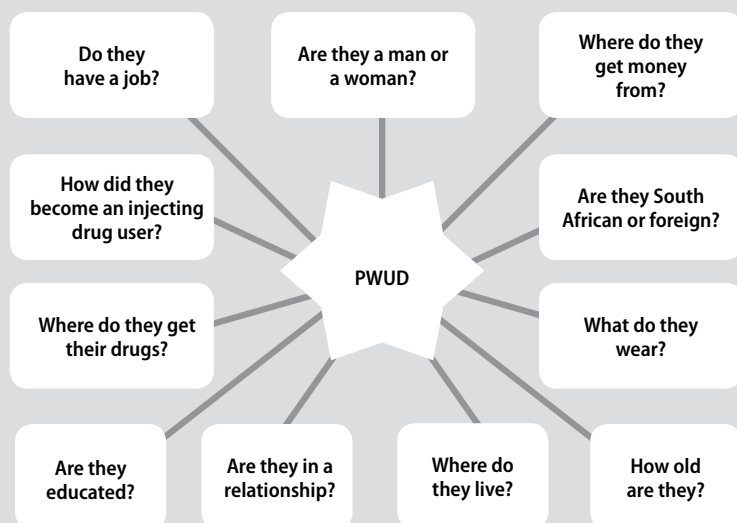 Do they
have a job?
Are they a man or
a woman?
Where do they
get money
from?
How did they
become an injecting
drug user?
Are they South
African or foreign?
PWUD
Where do they get
their drugs?
What do they
wear?
Are they
educated?
Are they in a
relationship?
Where do
they live?
How old
are they?